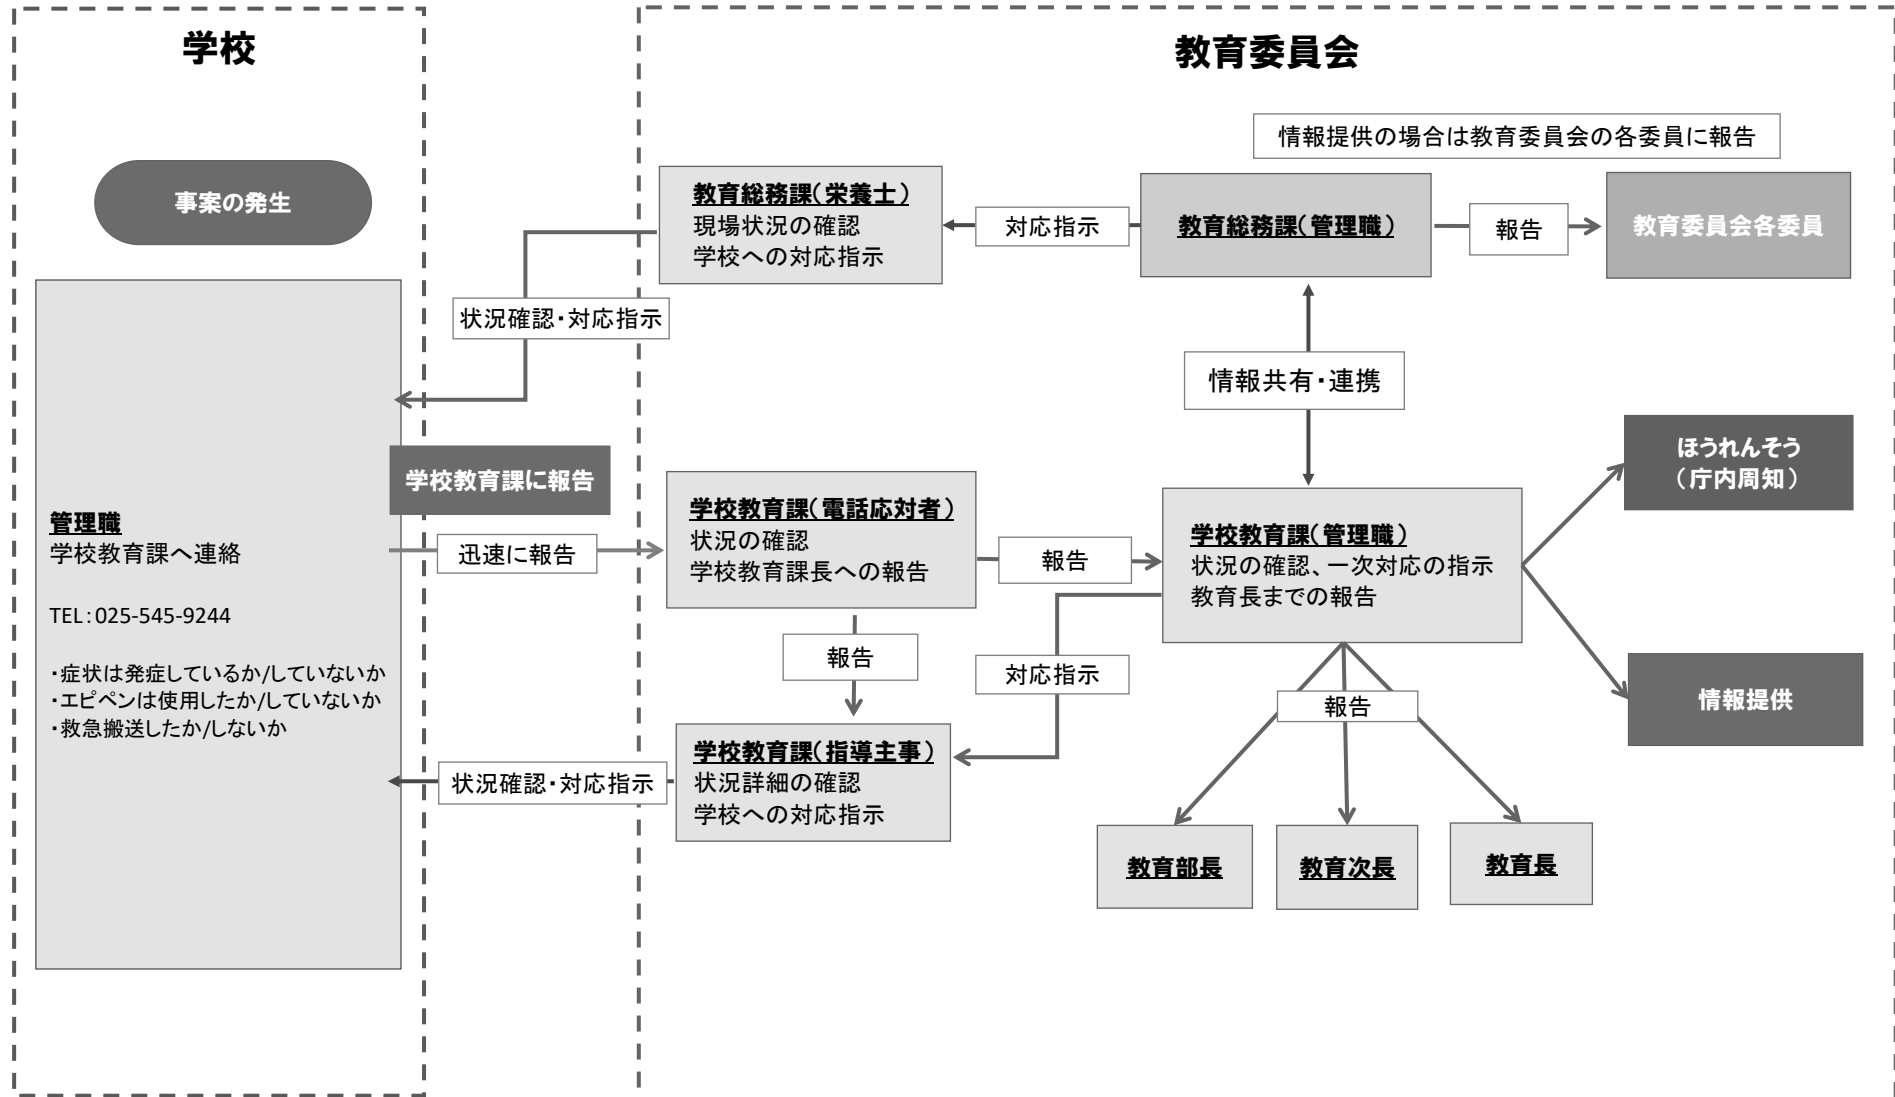 学校
事案の発生
管理職
学校教育課へ連絡
TEL:025-545-9244
・症状は発症しているか/していないか
・エピペンは使用したか/していないか
・救急搬送したか/しないか
学校教育課に報告
迅速に報告
状況確認・対応指示
状況確認・対応指示
教育委員会
情報提供の場合は教育委員会の各委員に報告
教育総務課(栄養士)
現場状況の確認
学校への対応指示
対応指示
教育総務課(管理職)
報告
教育委員会各委員
情報共有・連携
学校教育課(電話応対者)
状況の確認
学校教育課長への報告
報告
学校教育課(管理職)
状況の確認、一次対応の指示
教育長までの報告
ほうれんそう
(庁内周知)
情報提供
報告
対応指示
学校教育課(指導主事)
状況詳細の確認
学校への対応指示
報告
教育部長
教育次長
教育長